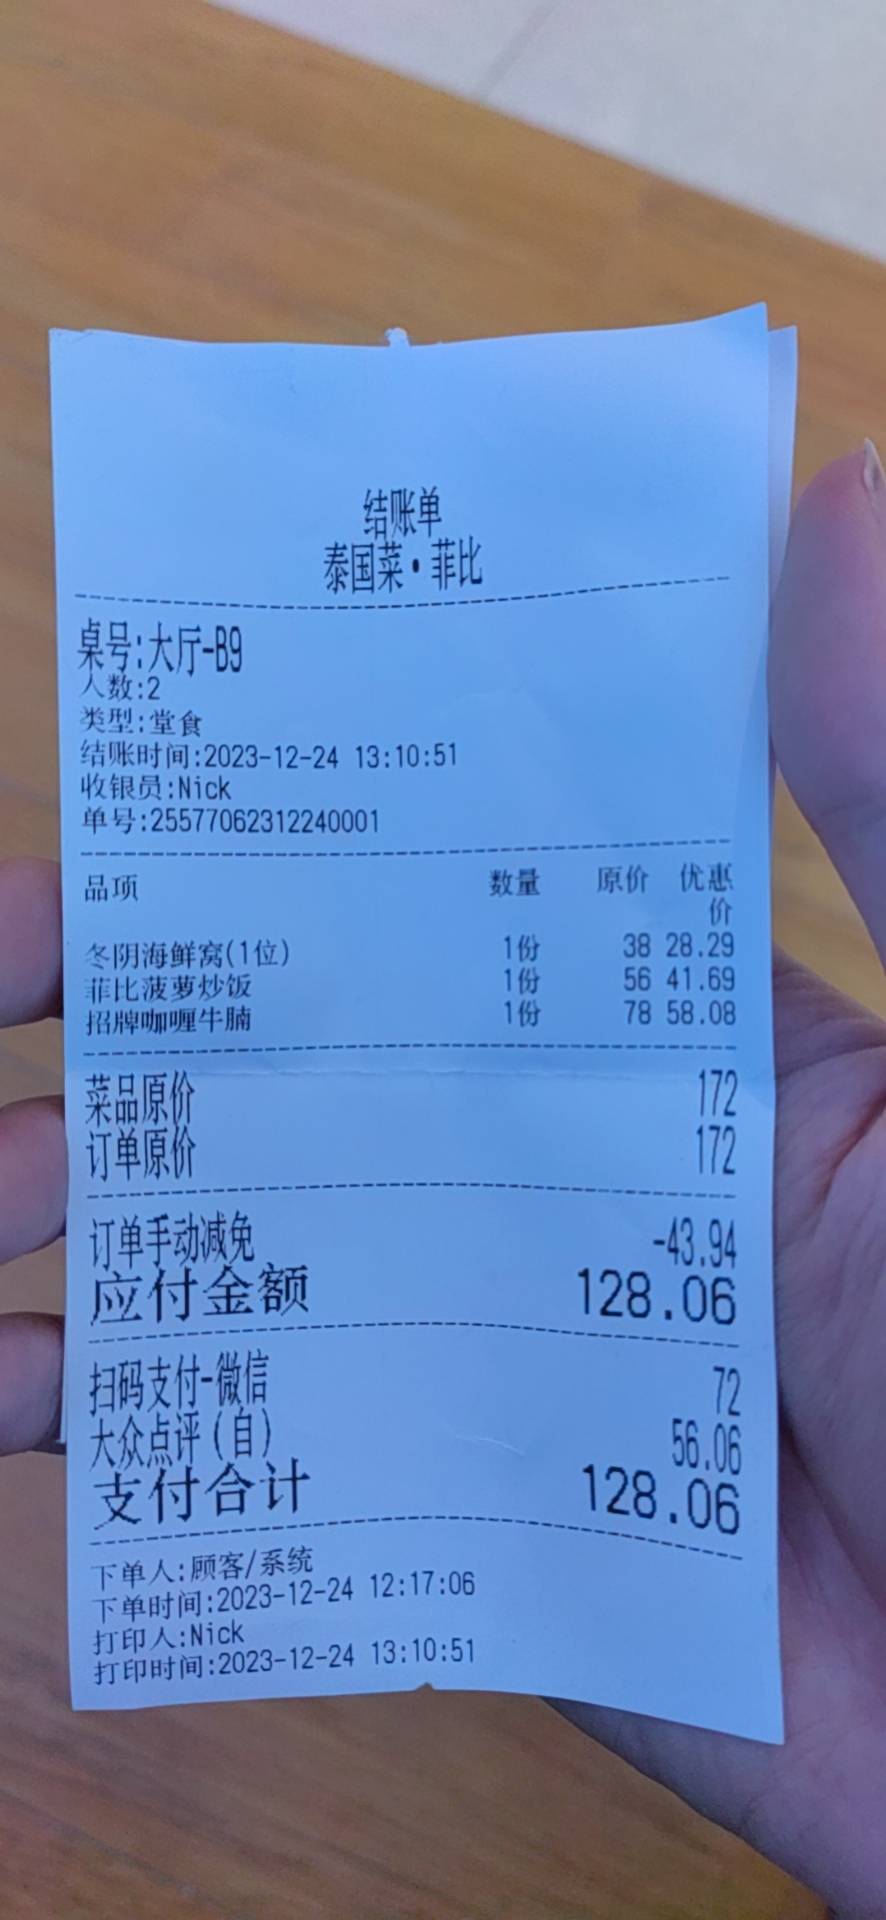 结账单
泰国菜·菲比
桌号:大厅-B9
人数:2
类型:堂食
结账时间:2023-12-24 13:10:51
收银员:Nick
单号:25577062312240001
品项 数量 原价 优惠
价
冬阴海鲜窝(1位) 1份 38 28.29
菲比菠萝炒饭 1份 56 41.69
招牌咖喱牛腩 1份 78 58.08
菜品原价 172
订单原价 172
订单手动减免 -43.94
应付金额 128.06
扫码支付-微信 72
大众点评(自) 56.06
支付合计 128.06
下单人:顾客/系统
下单时间:2023-12-24 12:17:06
打印人:Nick
打印时间:2023-12-24 13:10:51